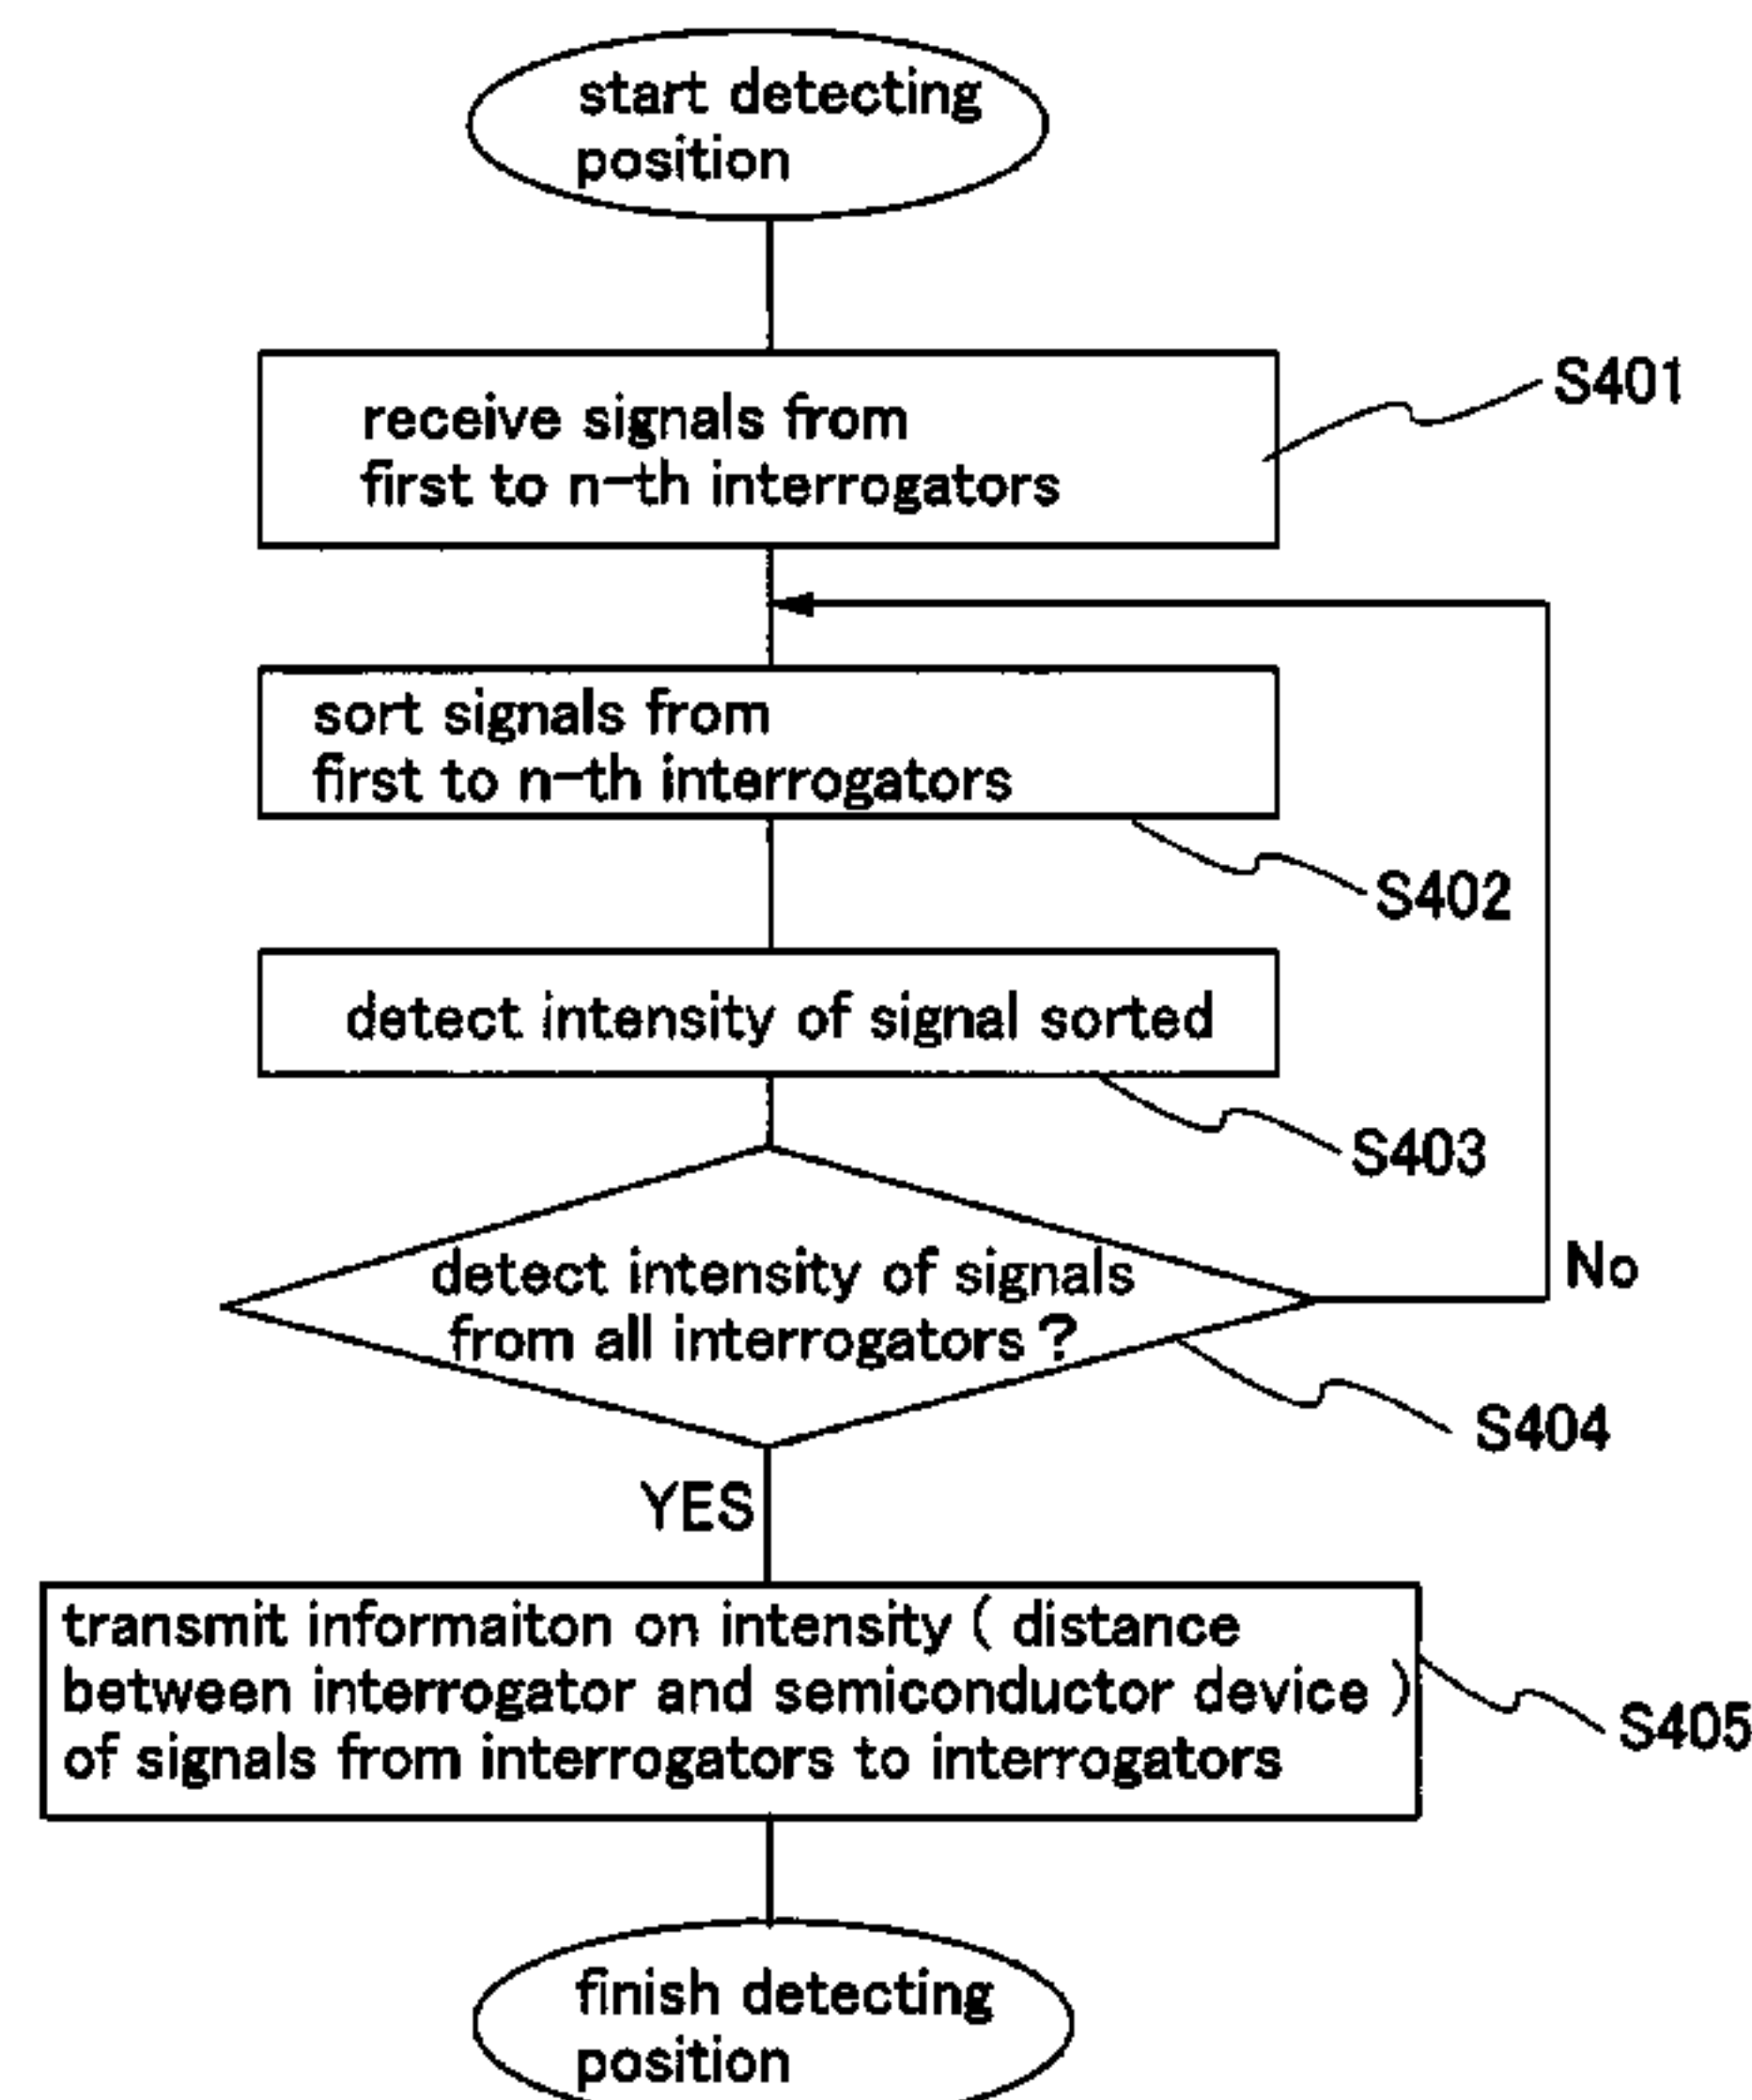 start detecting
position
receive signals from
first to n-th interrogators
S401
sort signals from
first to n-th interrogators
S402
detect intensity of signal sorted
S403
detect intensity of signals
from all interrogators ?
No
S404
YES
transmit informaiton on intensity ( distance
between interrogator and semiconductor device )
of signals from interrogators to interrogators
S405
finish detecting
position